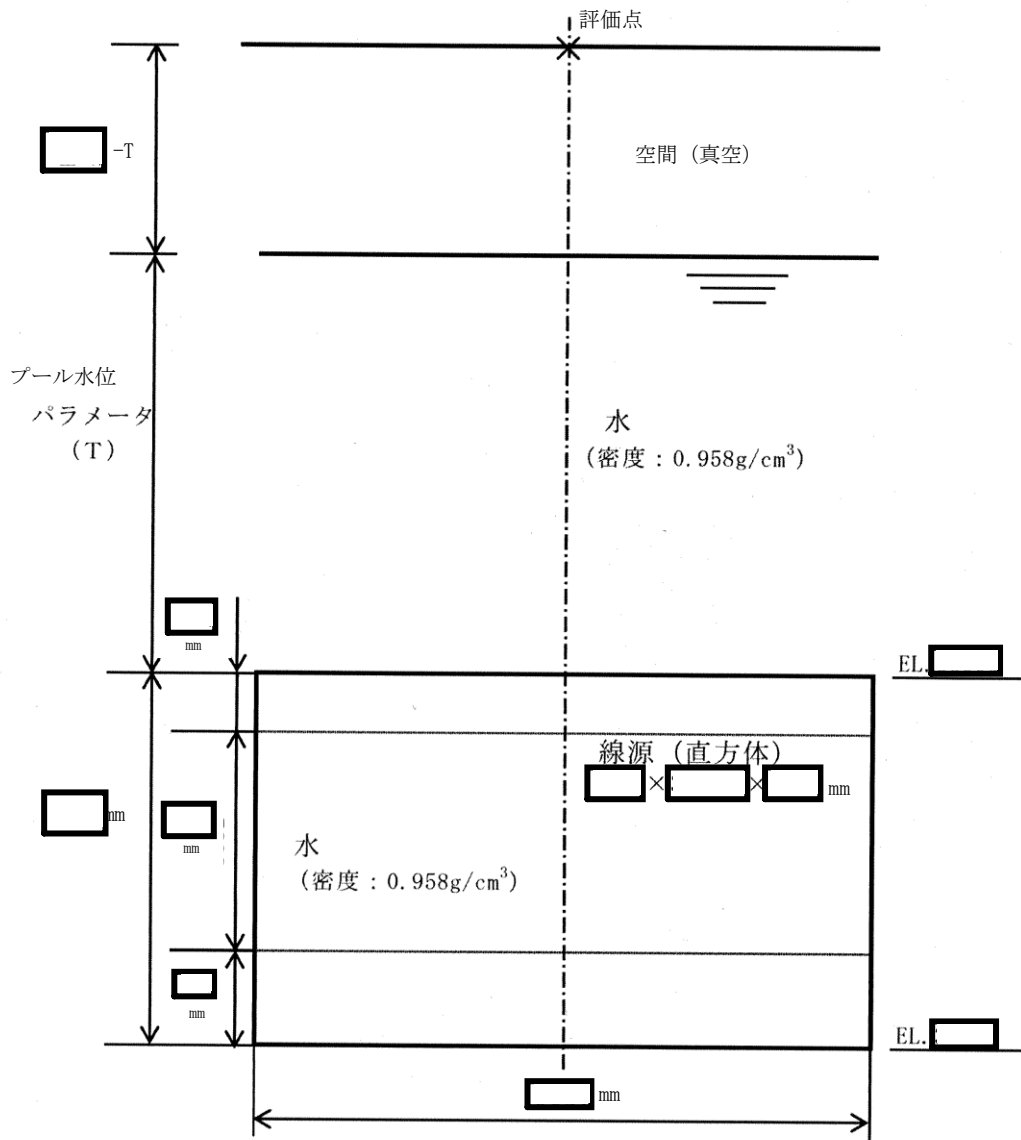 評価点
-T
空間 (真空)
プール水位
パラメータ
(T)
水
(密度：0.958g/cm³)
mm
EL.
線源 (直方体)
× × mm
mm
mm
水
(密度：0.958g/cm³)
mm
EL.
mm